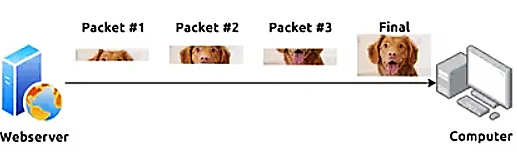 Packet #1 Packet #2 Packet #3 Final
Webserver
Computer